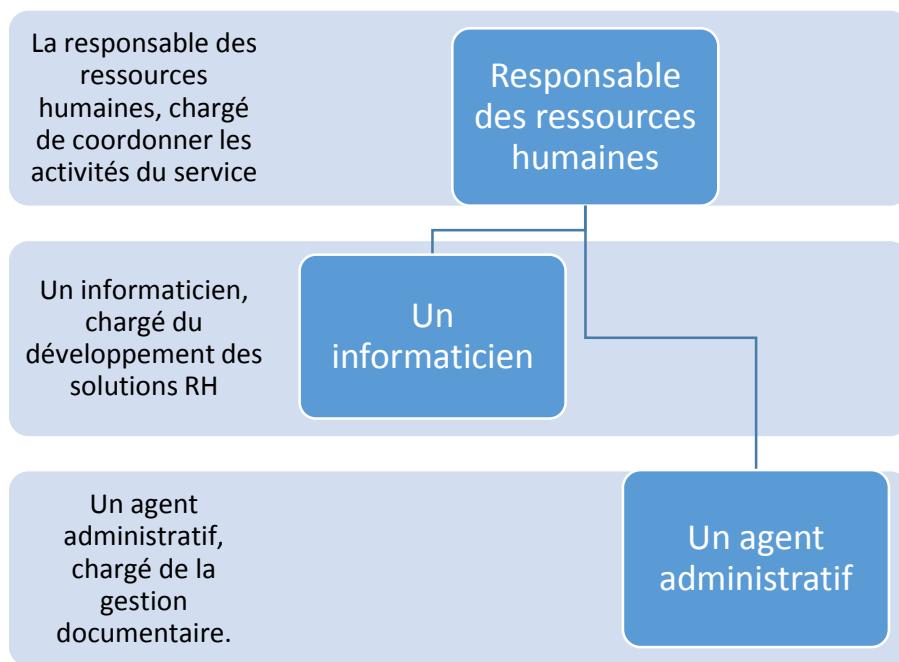 La responsable des
ressources
humaines, chargé
de coordonner les
activités du service
Responsable
des ressources
humaines
Un informaticien,
chargé du
développement des
solutions RH
Un
informaticien
Un agent
administratif,
chargé de la
gestion
documentaire.
Un agent
administratif